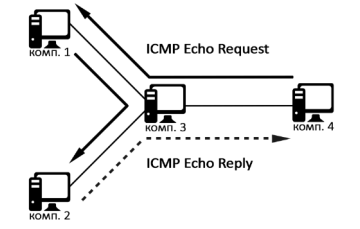 ICMP Echo Request
комп. 1
комп. 3
комп. 4
ICMP Echo Reply
комп. 2